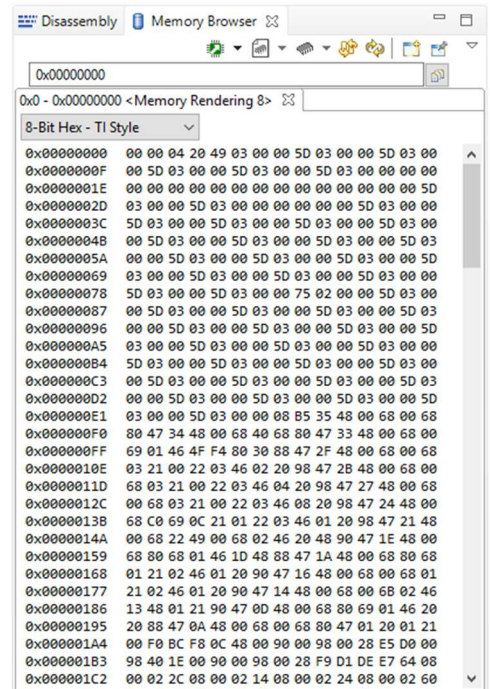 Disassembly Memory Browser
0x00000000
0x0 - 0x00000000 <Memory Rendering 8>
8-Bit Hex - TI Style
0x00000000 00 00 04 20 49 03 00 00 5D 03 00 00 5D 03 00
0x0000000F 00 5D 03 00 00 5D 03 00 00 5D 03 00 00 00 00
0x0000001E 00 00 00 00 00 00 00 00 00 00 00 00 00 00 5D
0x0000002D 03 00 00 5D 03 00 00 00 00 00 00 5D 03 00 00
0x0000003C 5D 03 00 00 5D 03 00 00 5D 03 00 00 5D 03 00
0x0000004B 00 5D 03 00 00 5D 03 00 00 5D 03 00 00 5D 03
0x0000005A 00 00 5D 03 00 00 5D 03 00 00 5D 03 00 00 5D
0x00000069 03 00 00 5D 03 00 00 5D 03 00 00 5D 03 00 00
0x00000078 5D 03 00 00 5D 03 00 00 75 02 00 00 5D 03 00
0x00000087 00 5D 03 00 00 5D 03 00 00 5D 03 00 00 5D 03
0x00000096 00 00 5D 03 00 00 5D 03 00 00 5D 03 00 00 5D
0x000000A5 03 00 00 5D 03 00 00 5D 03 00 00 5D 03 00 00
0x000000B4 5D 03 00 00 5D 03 00 00 5D 03 00 00 5D 03 00
0x000000C3 00 5D 03 00 00 5D 03 00 00 5D 03 00 00 5D 03
0x000000D2 00 00 5D 03 00 00 5D 03 00 00 5D 03 00 00 5D
0x000000E1 03 00 00 5D 03 00 00 08 B5 35 48 00 68 00 68
0x000000F0 80 47 34 48 00 68 40 68 80 47 33 48 00 68 00
0x000000FF 69 01 46 4F F4 80 30 88 47 2F 48 00 68 00 68
0x0000010E 03 21 00 22 03 46 02 20 98 47 2B 48 00 68 00
0x0000011D 68 03 21 00 22 03 46 04 20 98 47 27 48 00 68
0x0000012C 00 68 03 21 00 22 03 46 08 20 98 47 24 48 00
0x0000013B 68 C0 69 0C 21 01 22 03 46 01 20 98 47 21 48
0x0000014A 00 68 22 49 00 68 02 46 20 48 90 47 1E 48 00
0x00000159 68 80 68 01 46 1D 48 88 47 1A 48 00 68 80 68
0x00000168 01 21 02 46 01 20 90 47 16 48 00 68 00 68 01
0x00000177 21 02 46 01 20 90 47 14 48 00 68 00 6B 02 46
0x00000186 13 48 01 21 90 47 0D 48 00 68 80 69 01 46 20
0x00000195 20 88 47 0A 48 00 68 00 68 80 47 01 20 01 21
0x000001A4 00 F0 BC F8 0C 48 00 90 00 98 00 28 E5 D0 00
0x000001B3 98 40 1E 00 90 00 98 00 28 F9 D1 DE E7 64 08
0x000001C2 00 02 2C 08 00 02 14 08 00 02 24 08 00 02 60